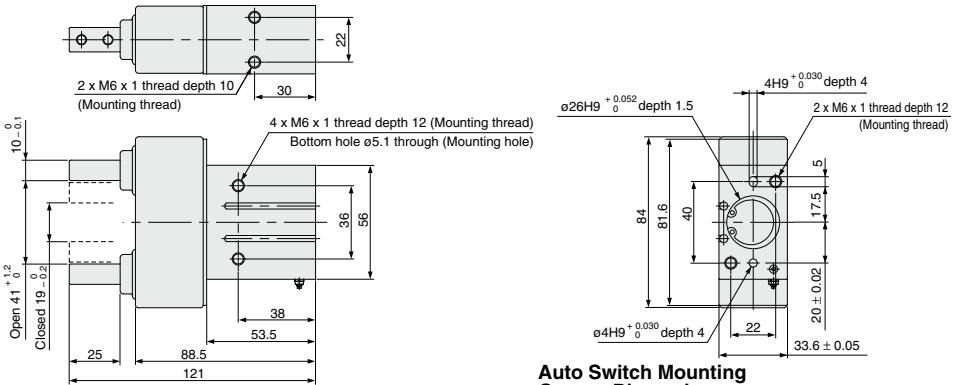 22
2 x M6 x 1 thread depth 10
(Mounting thread)
30
4 x M6 x 1 thread depth 12 (Mounting thread)
Bottom hole ø5.1 through (Mounting hole)
10 0 -0.1
Open 41 +1.2 0
Closed 19 0 -0.2
36
56
38
53.5
25
88.5
121
4H9 +0.030 0 depth 4
ø26H9 +0.052 0 depth 1.5
2 x M6 x 1 thread depth 12
(Mounting thread)
5
17.5
40
81.6
84
20 ± 0.02
ø4H9 +0.030 0 depth 4
22
33.6 ± 0.05
Auto Switch Mounting